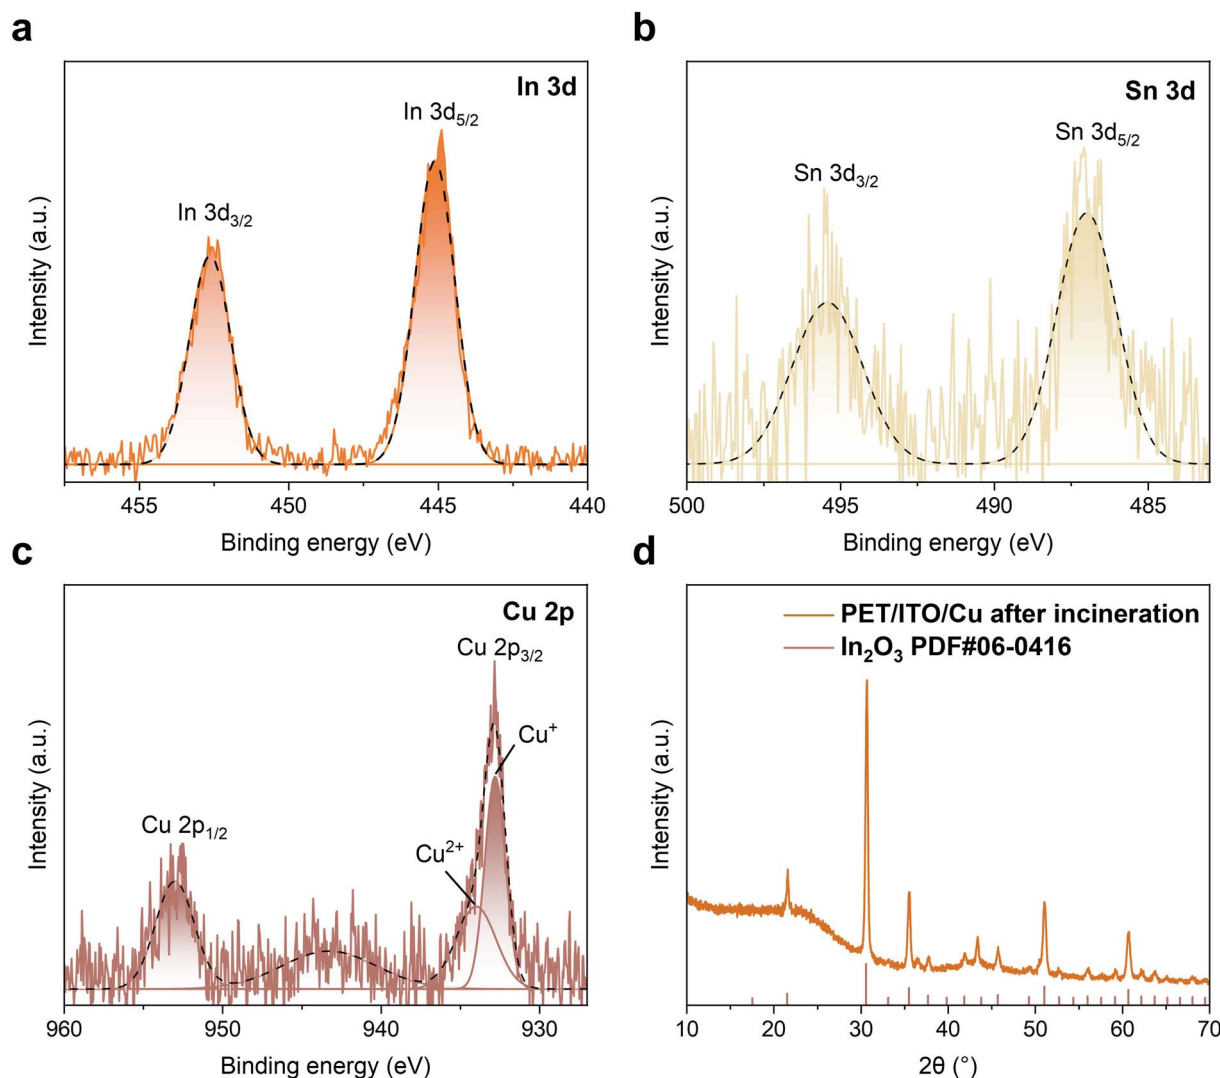 a
In 3d
In 3d5/2
In 3d3/2
Intensity (a.u.)
455 450 445 440
Binding energy (eV)
b
Sn 3d
Sn 3d5/2
Sn 3d3/2
Intensity (a.u.)
500 495 490 485
Binding energy (eV)
c
Cu 2p
Cu 2p3/2
Cu+
Cu 2p1/2
Cu2+
Intensity (a.u.)
960 950 940 930
Binding energy (eV)
d
PET/ITO/Cu after incineration
In2O3 PDF#06-0416
Intensity (a.u.)
10 20 30 40 50 60 70
2θ (°)